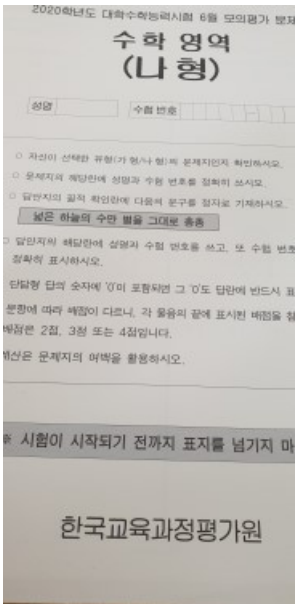 2020학년도 대학수학능력시험 6월 모의평가 문제
수학 영역
(나 형)
성명
수험 번호
○ 자신이 선택한 유형(가 형/나 형)의 문제지인지 확인하시오.
○ 문제지의 해당란에 성명과 수험 번호를 정확히 쓰시오.
○ 답안지의 필적 확인란에 다음의 문구를 정자로 기재하시오.
넓은 하늘의 수만 별을 그대로 총총
○ 답안지의 해당란에 성명과 수험 번호를 쓰고, 또 수험 번호
정확히 표시하시오.
단답형 답의 숫자에 '0'이 포함되면 그 '0'도 답란에 반드시 표
문항에 따라 배점이 다르니, 각 물음의 끝에 표시된 배점을 참
배점은 2점, 3점 또는 4점입니다.
계산은 문제지의 여백을 활용하시오.
※ 시험이 시작되기 전까지 표지를 넘기지 마
한국교육과정평가원